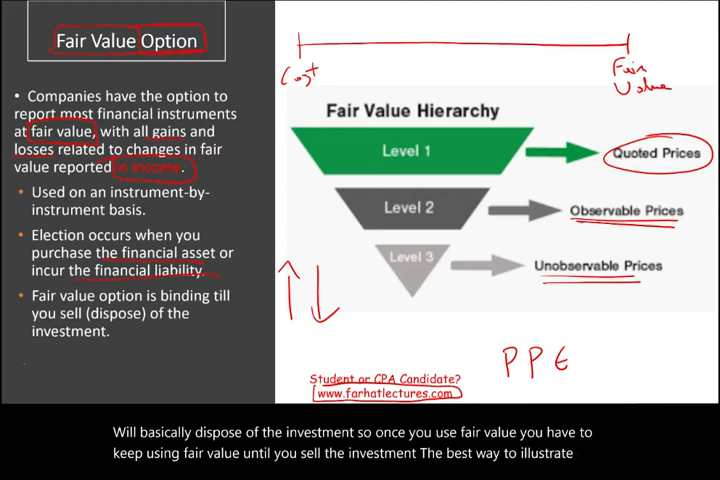 Fair Value Option
• Companies have the option to
report most financial instruments
at fair value, with all gains and
losses related to changes in fair
value reported in income.
• Used on an instrument-by-
instrument basis.
• Election occurs when you
purchase the financial asset or
incur the financial liability.
• Fair value option is binding till
you sell (dispose) of the
investment.
Cost
Fair
Value
Fair Value Hierarchy
Level 1
Quoted Prices
Level 2
Observable Prices
Level 3
Unobservable Prices
PPE
Student or CPA Candidate?
www.farhatlectures.com
Will basically dispose of the investment so once you use fair value you have to
keep using fair value until you sell the investment The best way to illustrate